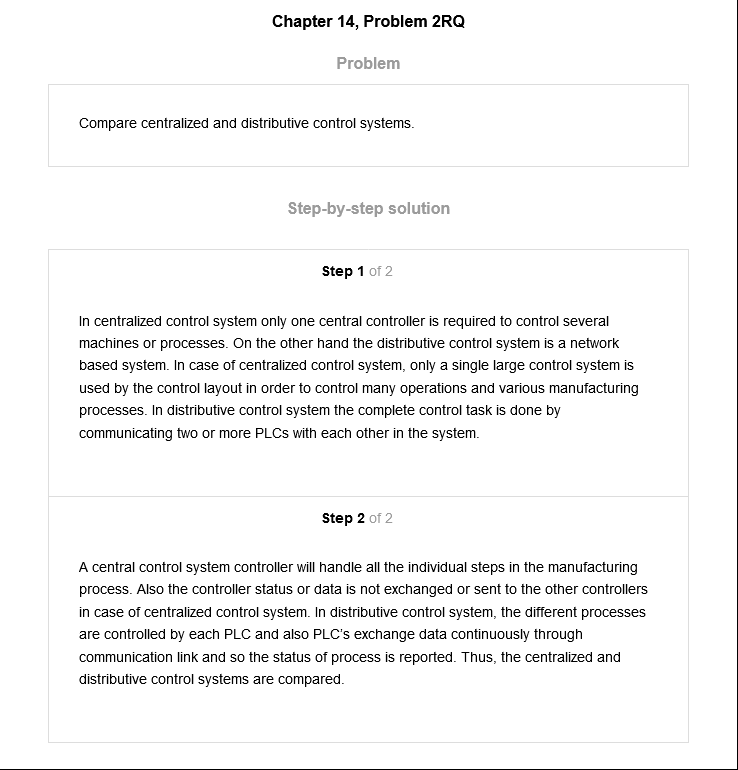 Chapter 14, Problem 2RQ
Problem
Compare centralized and distributive control systems.
Step-by-step solution
Step 1 of 2
In centralized control system only one central controller is required to control several
machines or processes. On the other hand the distributive control system is a network
based system. In case of centralized control system, only a single large control system is
used by the control layout in order to control many operations and various manufacturing
processes. In distributive control system the complete control task is done by
communicating two or more PLCs with each other in the system.
Step 2 of 2
A central control system controller will handle all the individual steps in the manufacturing
process. Also the controller status or data is not exchanged or sent to the other controllers
in case of centralized control system. In distributive control system, the different processes
are controlled by each PLC and also PLC's exchange data continuously through
communication link and so the status of process is reported. Thus, the centralized and
distributive control systems are compared.